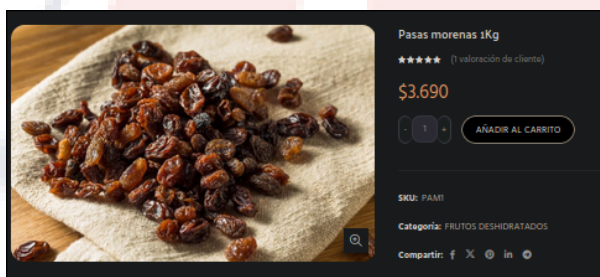 Pasas morenas 1Kg
(1 valoración de cliente)
$3.690
- 1 + AÑADIR AL CARRITO
SKU: PAM1
Categoría: FRUTOS DESHIDRATADOS
Compartir: